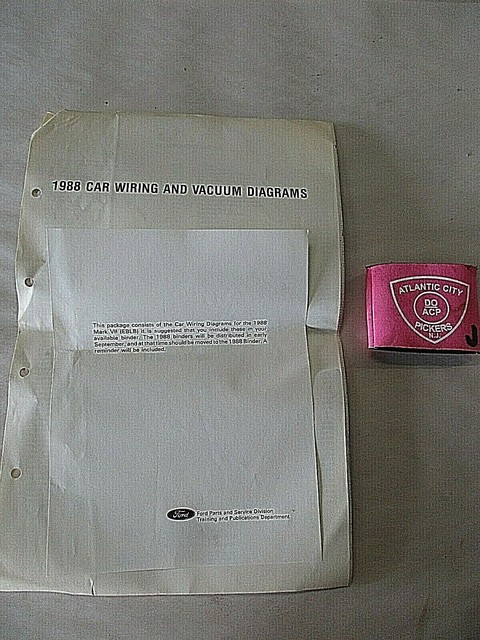 1988 CAR WIRING AND VACUUM DIAGRAMS
This package consists of the Car Wiring Diagrams for the 1988
Mark VII (EBLB) It is suggested that you include these in your
available binder. The 1988 binders will be distributed in early
September, and at that time should be moved to the 1988 Binder. A
reminder will be included.
Ford
Ford Parts and Service Division
Training and Publications Department
ATLANTIC CITY
DO
ACP
PICKERS
N.J.
J